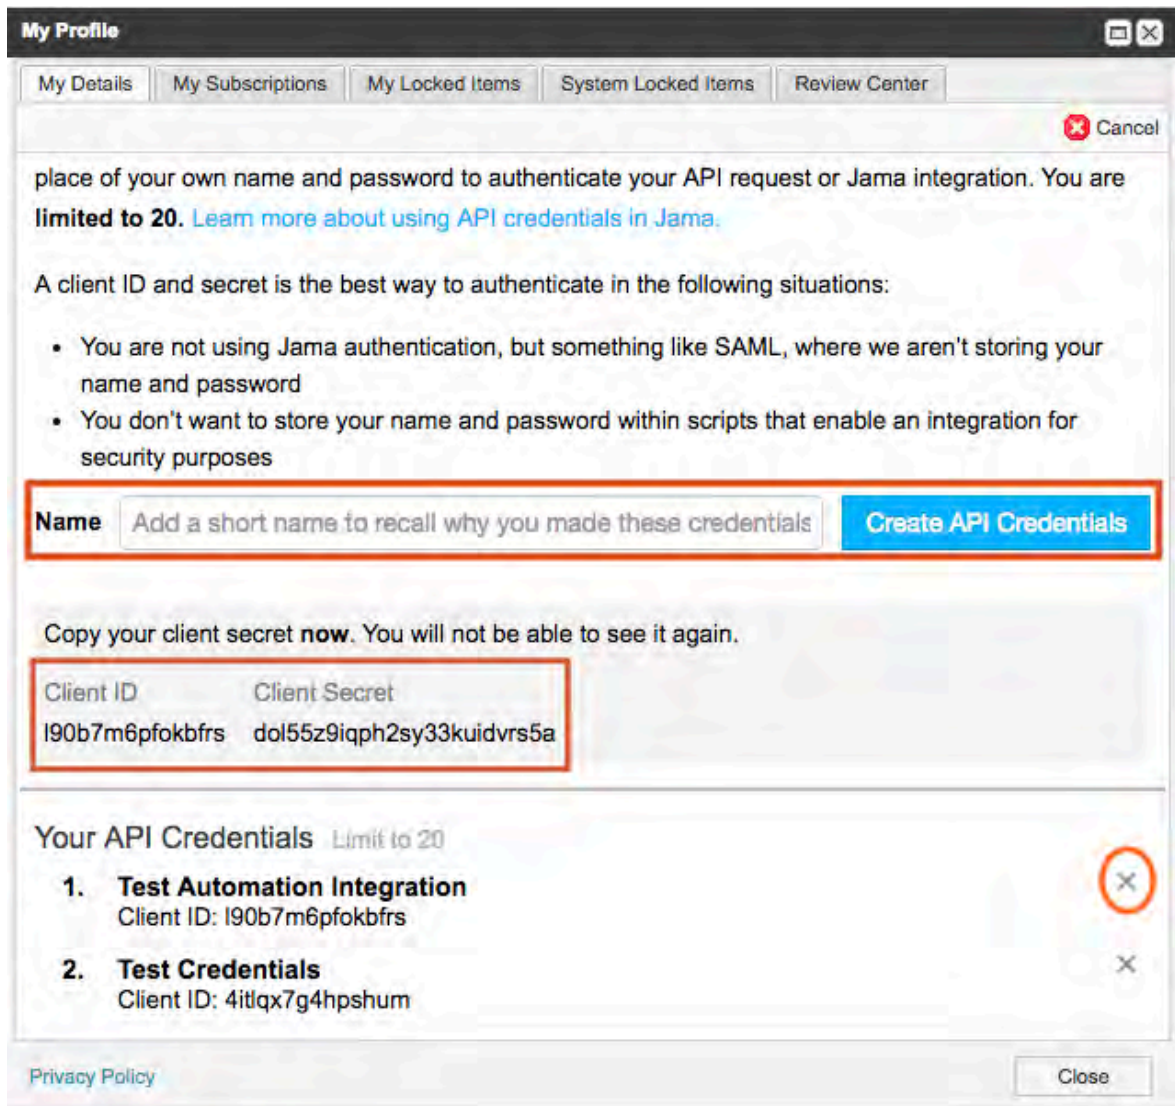 My Profile
My Details My Subscriptions My Locked Items System Locked Items Review Center
Cancel
place of your own name and password to authenticate your API request or Jama integration. You are
limited to 20. Learn more about using API credentials in Jama.
A client ID and secret is the best way to authenticate in the following situations:
• You are not using Jama authentication, but something like SAML, where we aren't storing your
name and password
• You don't want to store your name and password within scripts that enable an integration for
security purposes
Name Add a short name to recall why you made these credentials Create API Credentials
Copy your client secret now. You will not be able to see it again.
Client ID Client Secret
l90b7m6pfokbfrs dol55z9iqph2sy33kuidvrs5a
Your API Credentials Limit to 20
1. Test Automation Integration
Client ID: l90b7m6pfokbfrs
2. Test Credentials
Client ID: 4itlqx7g4hpshum
Privacy Policy Close